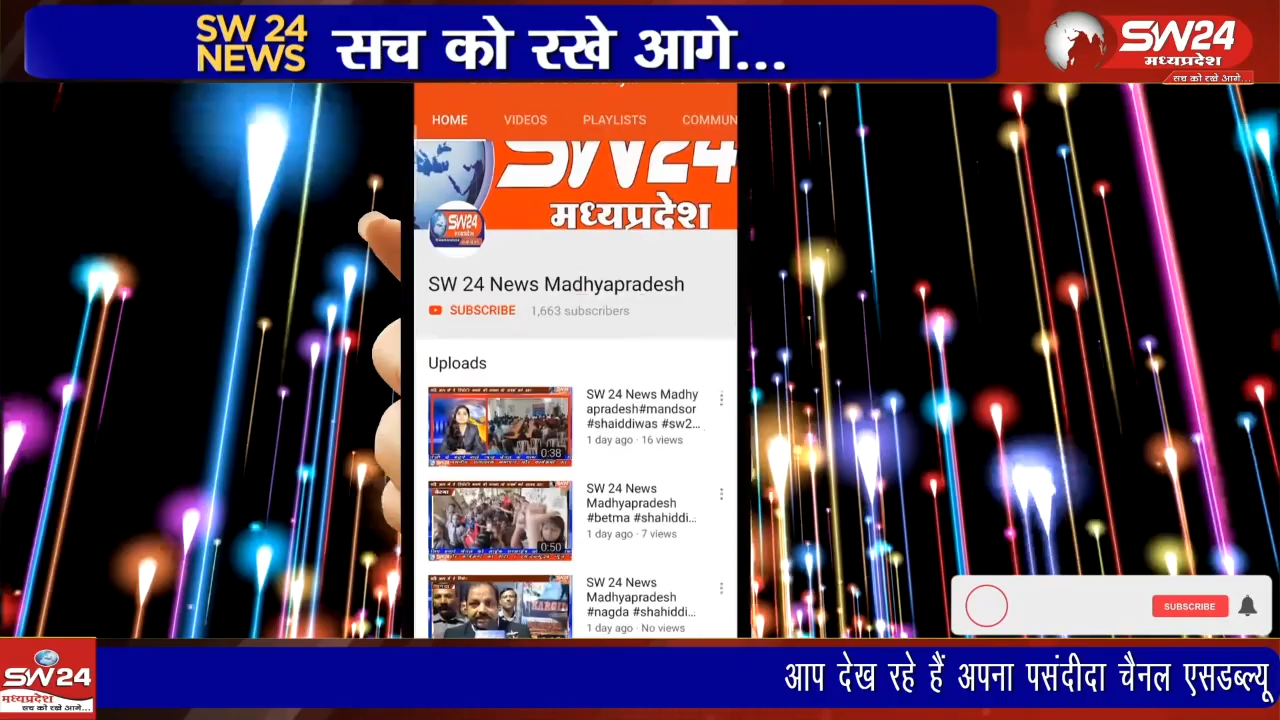 SW 24
NEWS
सच को रखे आगे...
SW24
मध्यप्रदेश
सच को रखे आगे...
HOME VIDEOS PLAYLISTS COMMUN
SW24
मध्यप्रदेश
SW24
SW 24 News Madhyapradesh
SUBSCRIBE 1,663 subscribers
Uploads
SW 24 News Madhy
apradesh#mandsor
#shaiddiwas #sw2...
1 day ago · 16 views
0:38
SW 24 News
Madhyapradesh
#betma #shahiddi...
1 day ago · 7 views
0:50
SW 24 News
Madhyapradesh
#nagda #shahiddi...
1 day ago · No views
SUBSCRIBE
SW24
मध्यप्रदेश
सच को रखे आगे...
आप देख रहे हैं अपना पसंदीदा चैनल एसडब्ल्यू